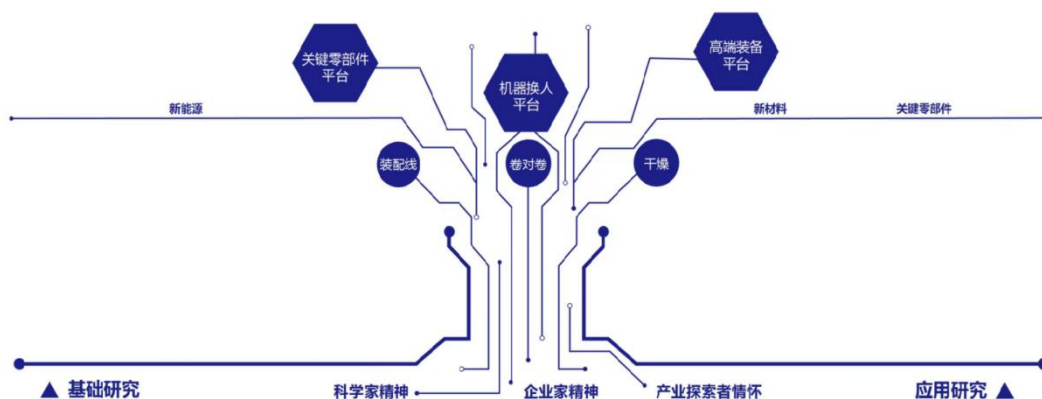 关键零部件
平台
机器换人
平台
高端装备
平台
新能源
新材料
关键零部件
装配线
卷对卷
干燥
▲ 基础研究
科学家精神
企业家精神
产业探索者情怀
应用研究 ▲